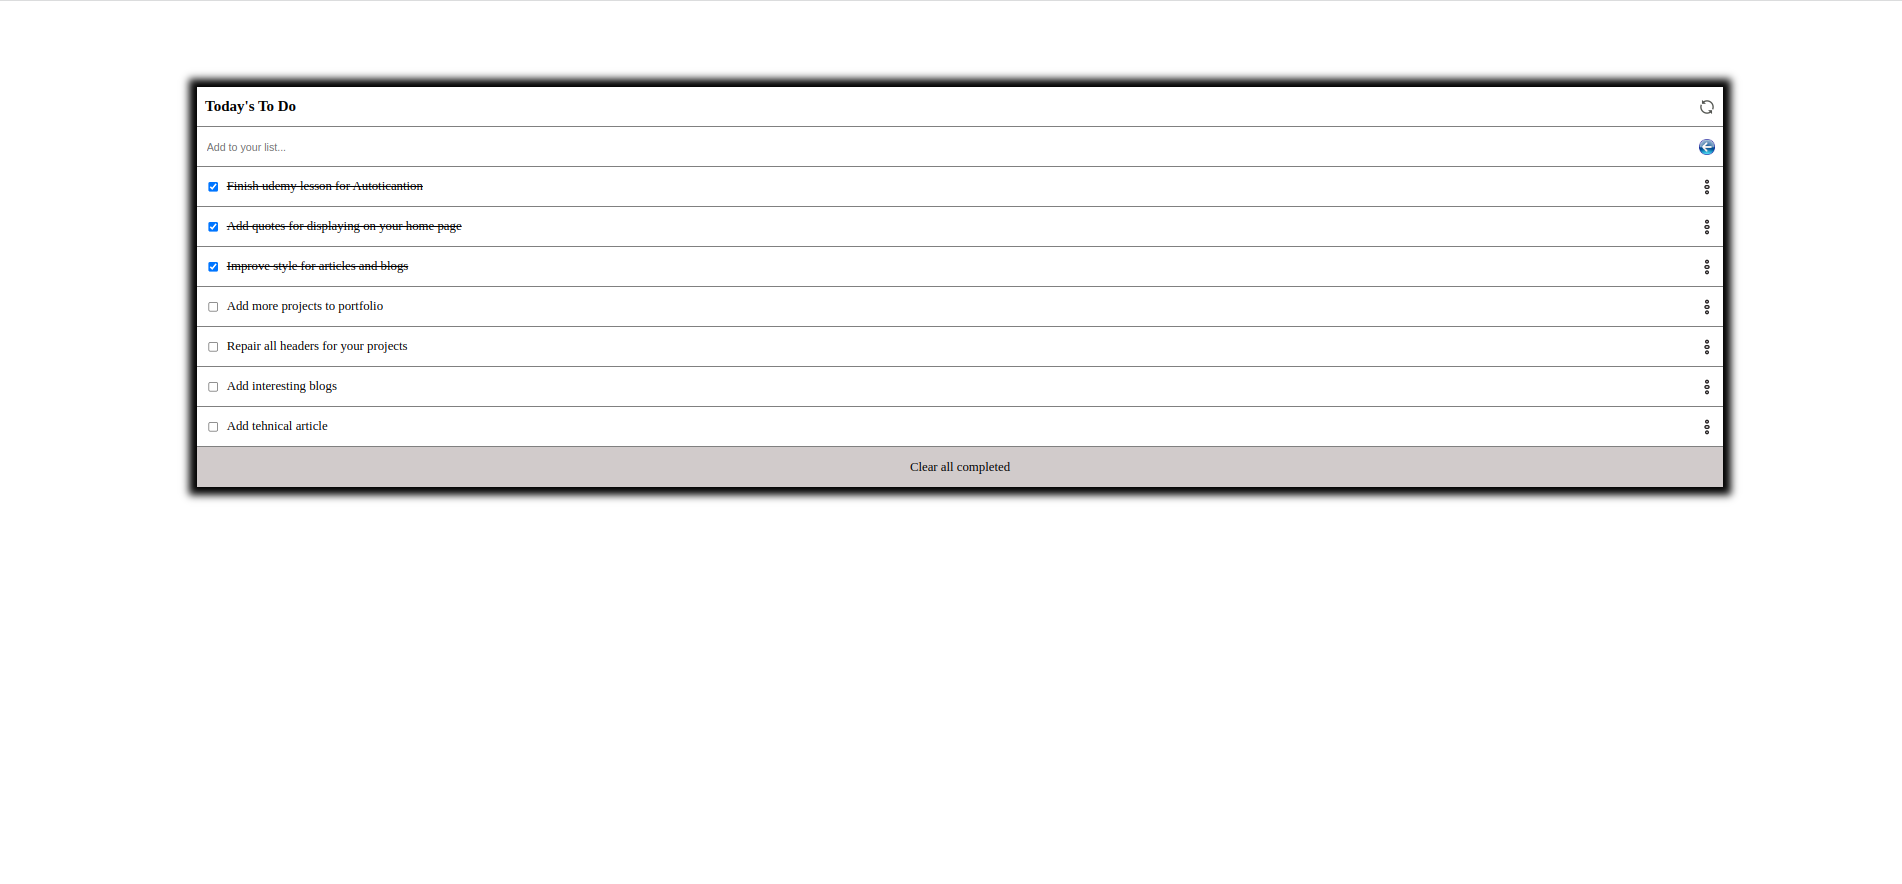 Today's To Do
Add to your list...
Finish udemy lesson for Autoticantion
Add quotes for displaying on your home page
Improve style for articles and blogs
Add more projects to portfolio
Repair all headers for your projects
Add interesting blogs
Add tehnical article
Clear all completed